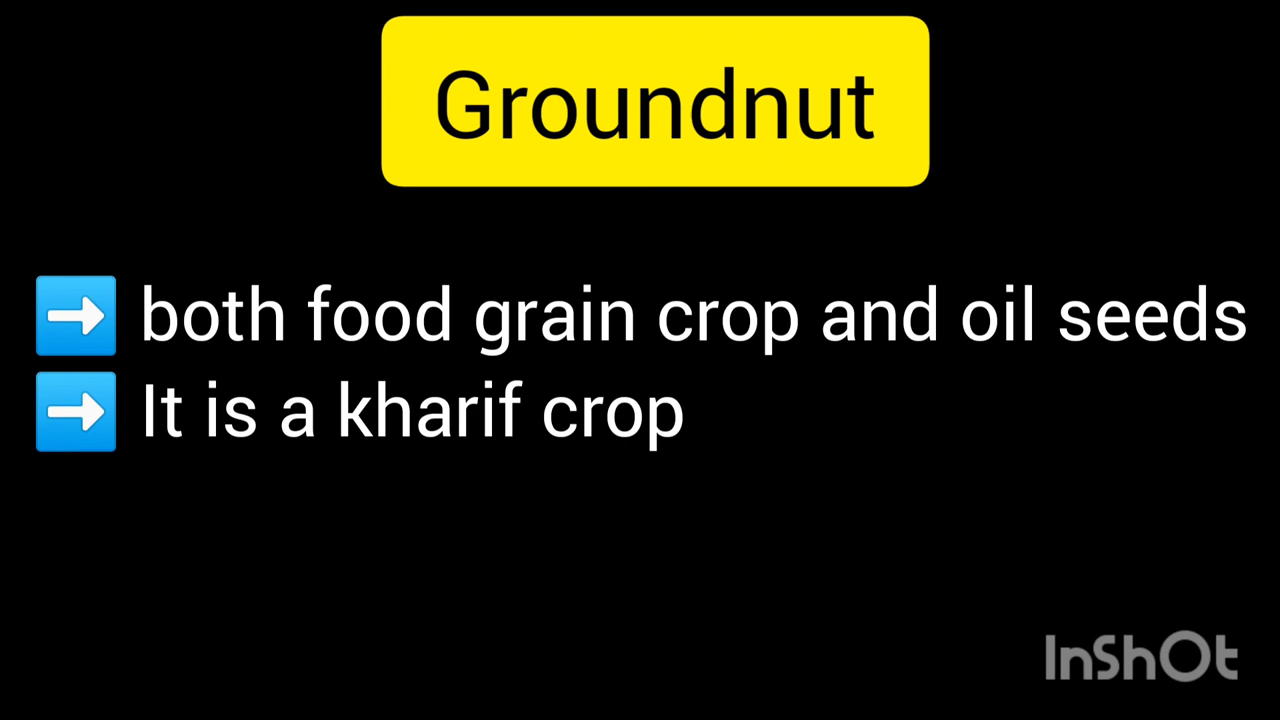 Groundnut
➡️ both food grain crop and oil seeds
➡️ It is a kharif crop
InShOt